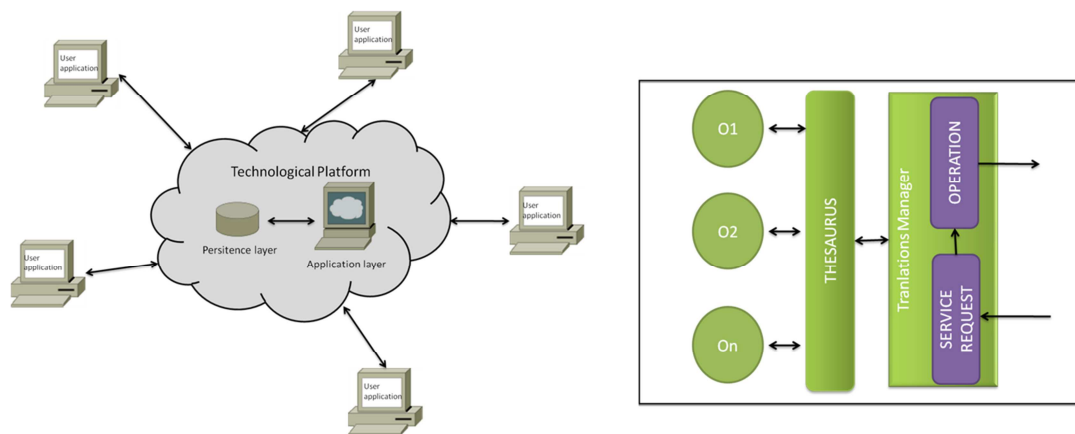 User
application
User
application
Technological Platform
Persitence layer
Application layer
User
application
User
application
User
application
O1
O2
On
THESAURUS
Tranlations Manager
OPERATION
SERVICE
REQUEST